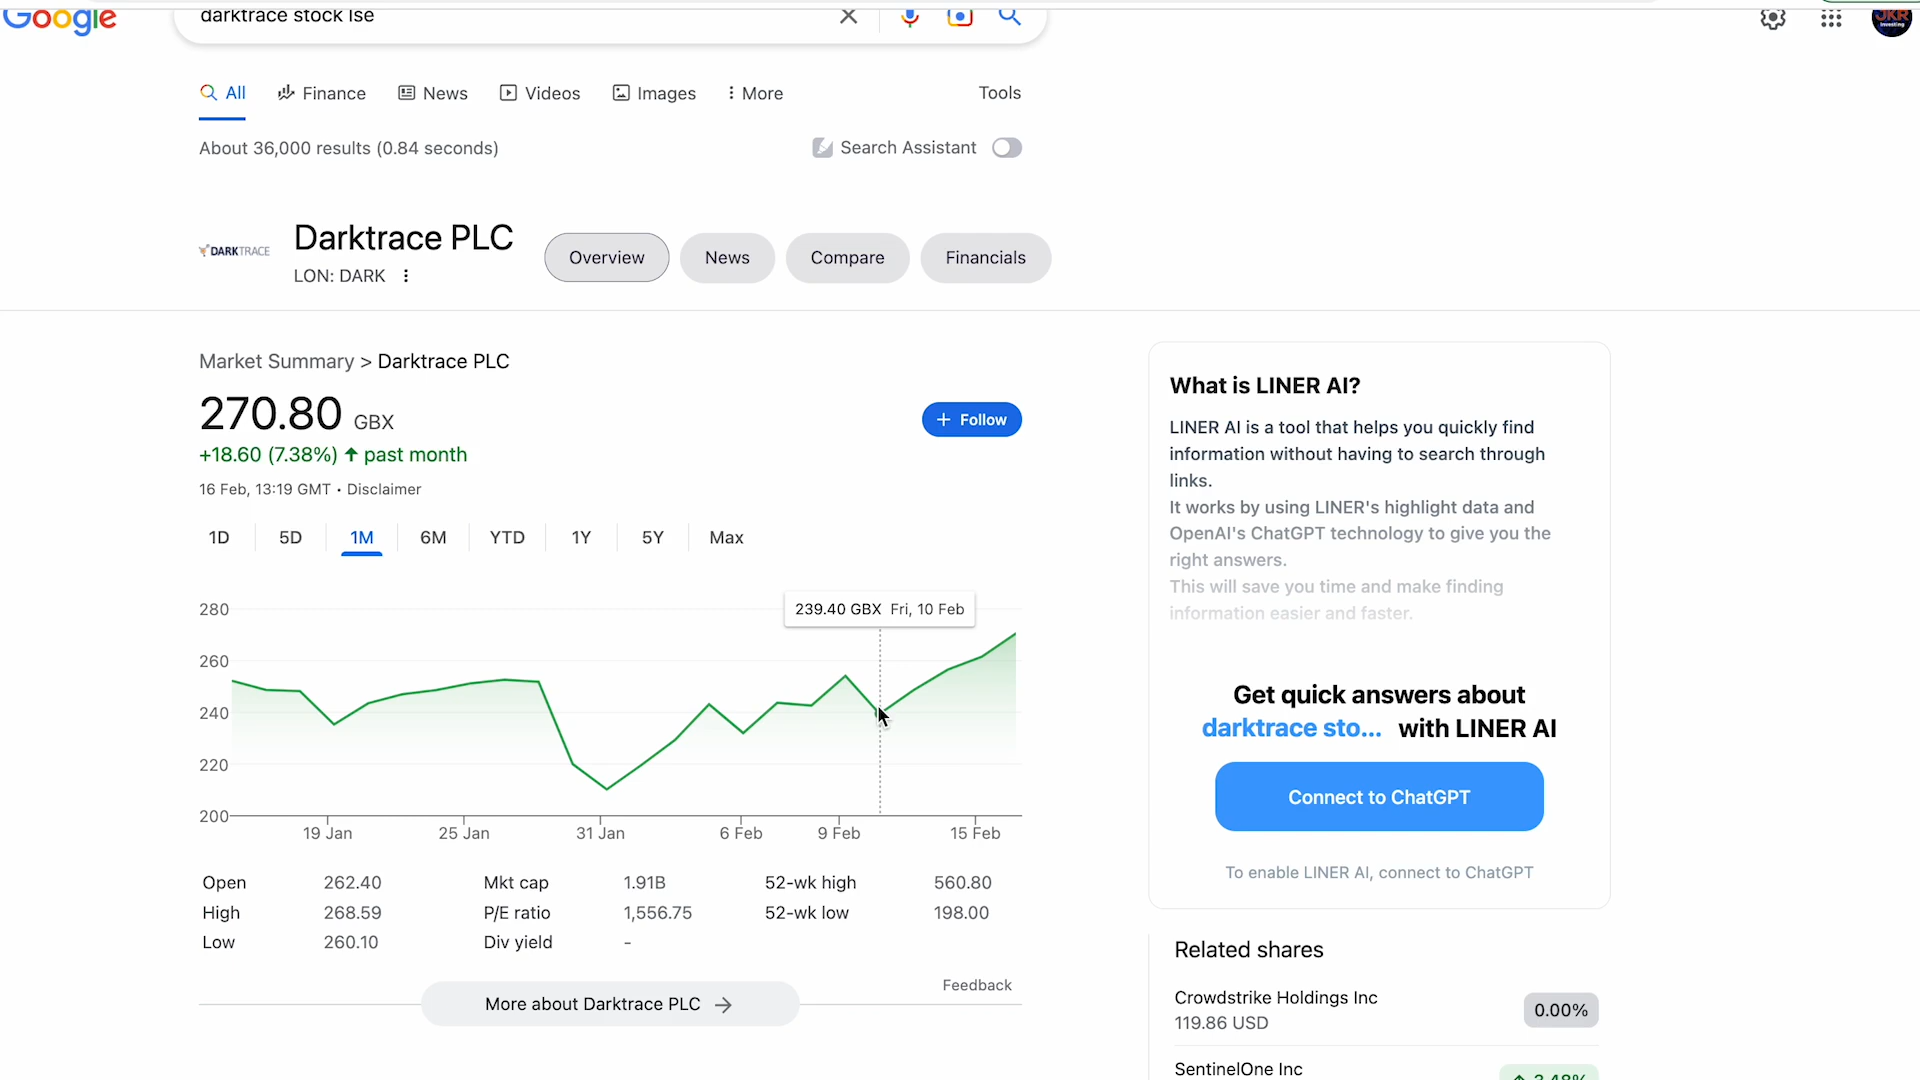 Google
darktrace stock lse
JKR
Investing
All
Finance
News
Videos
Images
More
Tools
About 36,000 results (0.84 seconds)
Search Assistant
DARKTRACE
Darktrace PLC
LON: DARK
Overview
News
Compare
Financials
Market Summary > Darktrace PLC
270.80 GBX
+18.60 (7.38%) ↑ past month
16 Feb, 13:19 GMT • Disclaimer
+ Follow
1D 5D 1M 6M YTD 1Y 5Y Max
239.40 GBX Fri, 10 Feb
280
260
240
220
200
19 Jan 25 Jan 31 Jan 6 Feb 9 Feb 15 Feb
Open 262.40 Mkt cap 1.91B 52-wk high 560.80
High 268.59 P/E ratio 1,556.75 52-wk low 198.00
Low 260.10 Div yield -
Feedback
More about Darktrace PLC →
What is LINER AI?
LINER AI is a tool that helps you quickly find
information without having to search through
links.
It works by using LINER's highlight data and
OpenAI's ChatGPT technology to give you the
right answers.
This will save you time and make finding
information easier and faster.
Get quick answers about
darktrace sto... with LINER AI
Connect to ChatGPT
To enable LINER AI, connect to ChatGPT
Related shares
Crowdstrike Holdings Inc
119.86 USD
0.00%
SentinelOne Inc
↑ 3.48%